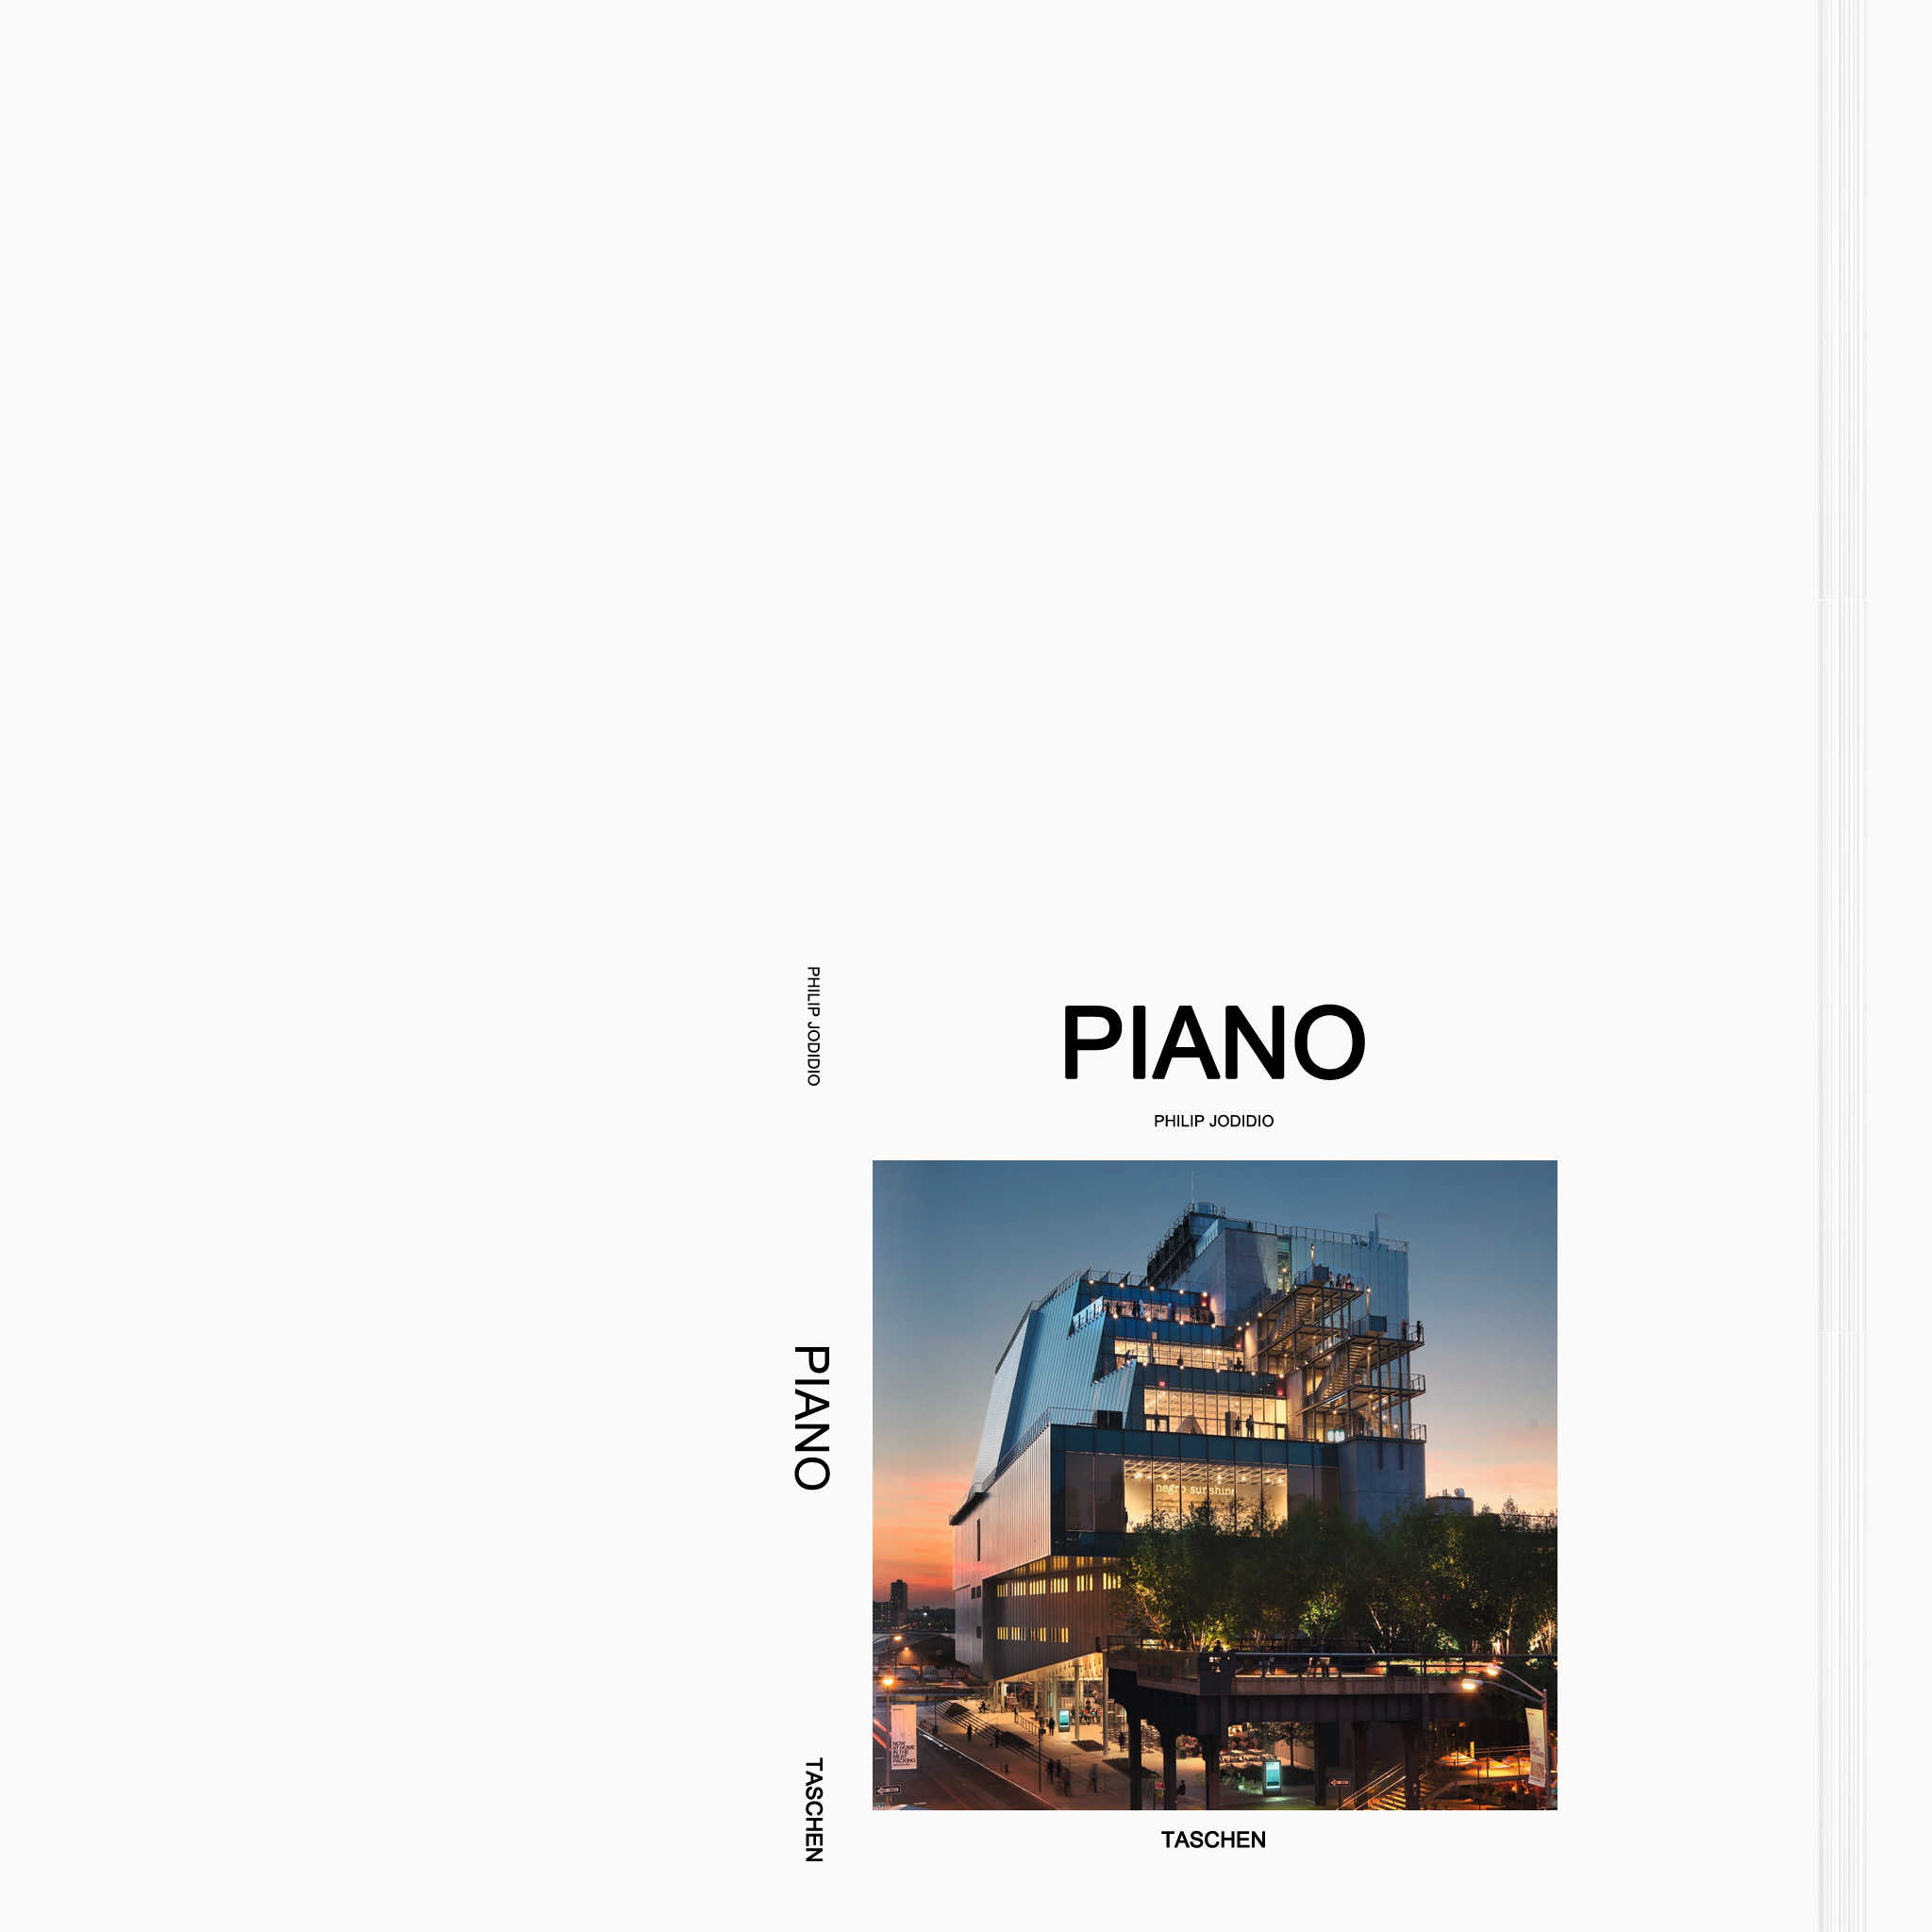 PHILIP JODIDIO
PIANO
TASCHEN
PIANO
PHILIP JODIDIO
negro sunshine
NOW
AT HOME
IN THE
MEAT
PACKING
TASCHEN